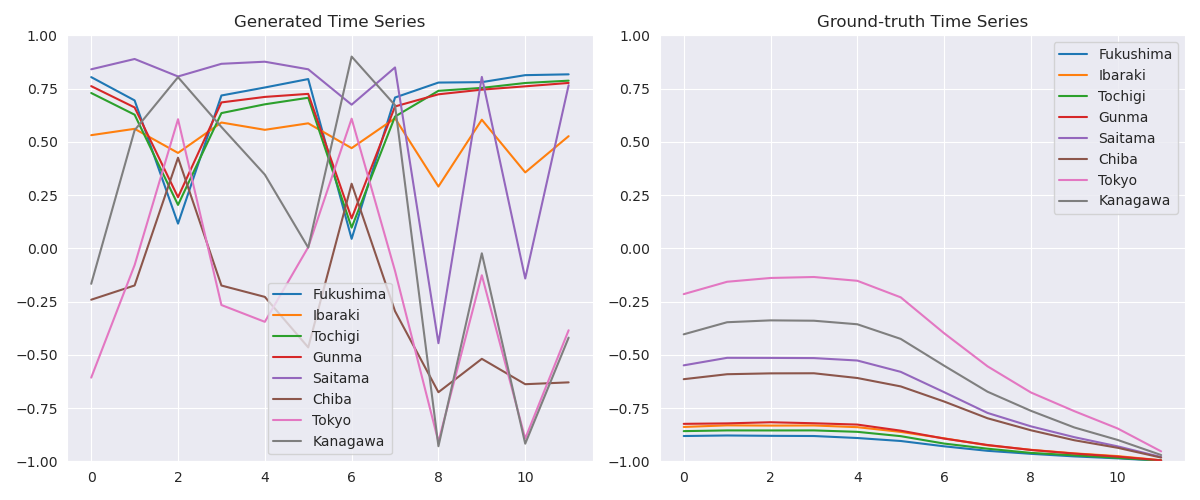 Generated Time Series
1.00
0.75
0.50
0.25
0.00
−0.25
−0.50
−0.75
−1.00
0 2 4 6 8 10
Fukushima
Ibaraki
Tochigi
Gunma
Saitama
Chiba
Tokyo
Kanagawa
Ground-truth Time Series
1.00
0.75
0.50
0.25
0.00
−0.25
−0.50
−0.75
−1.00
0 2 4 6 8 10
Fukushima
Ibaraki
Tochigi
Gunma
Saitama
Chiba
Tokyo
Kanagawa